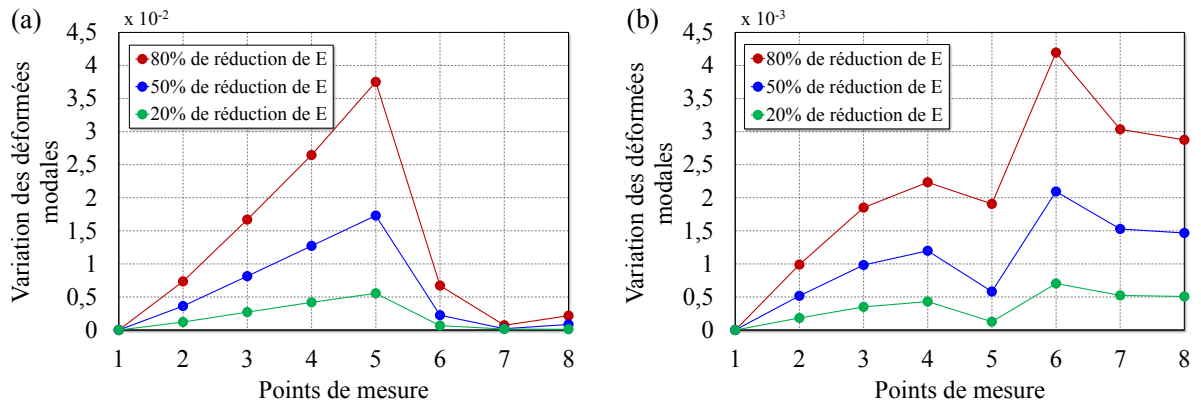 (a)
x 10-2
4,5
4
3,5
3
2,5
2
1,5
1
0,5
0
Variation des déformées
modales
80% de réduction de E
50% de réduction de E
20% de réduction de E
1 2 3 4 5 6 7 8
Points de mesure
(b)
x 10-3
4,5
4
3,5
3
2,5
2
1,5
1
0,5
0
Variation des déformées
modales
80% de réduction de E
50% de réduction de E
20% de réduction de E
1 2 3 4 5 6 7 8
Points de mesure